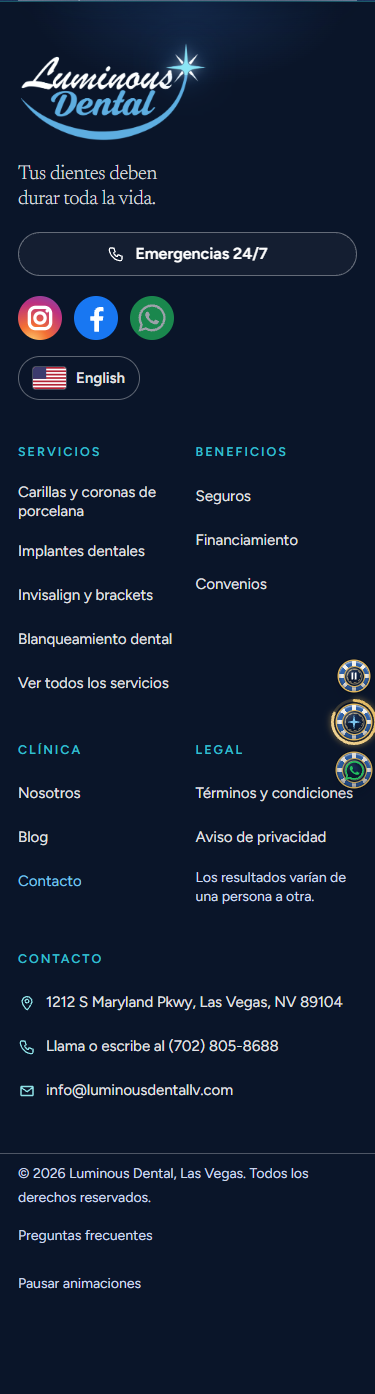 Luminous
Dental
Tus dientes deben
durar toda la vida.
Emergencias 24/7
English
SERVICIOS
Carillas y coronas de
porcelana
Implantes dentales
Invisalign y brackets
Blanqueamiento dental
Ver todos los servicios
BENEFICIOS
Seguros
Financiamiento
Convenios
CLÍNICA
Nosotros
Blog
Contacto
LEGAL
Términos y condiciones
Aviso de privacidad
Los resultados varían de
una persona a otra.
CONTACTO
1212 S Maryland Pkwy, Las Vegas, NV 89104
Llama o escribe al (702) 805-8688
info@luminousdentallv.com
© 2026 Luminous Dental, Las Vegas. Todos los
derechos reservados.
Preguntas frecuentes
Pausar animaciones